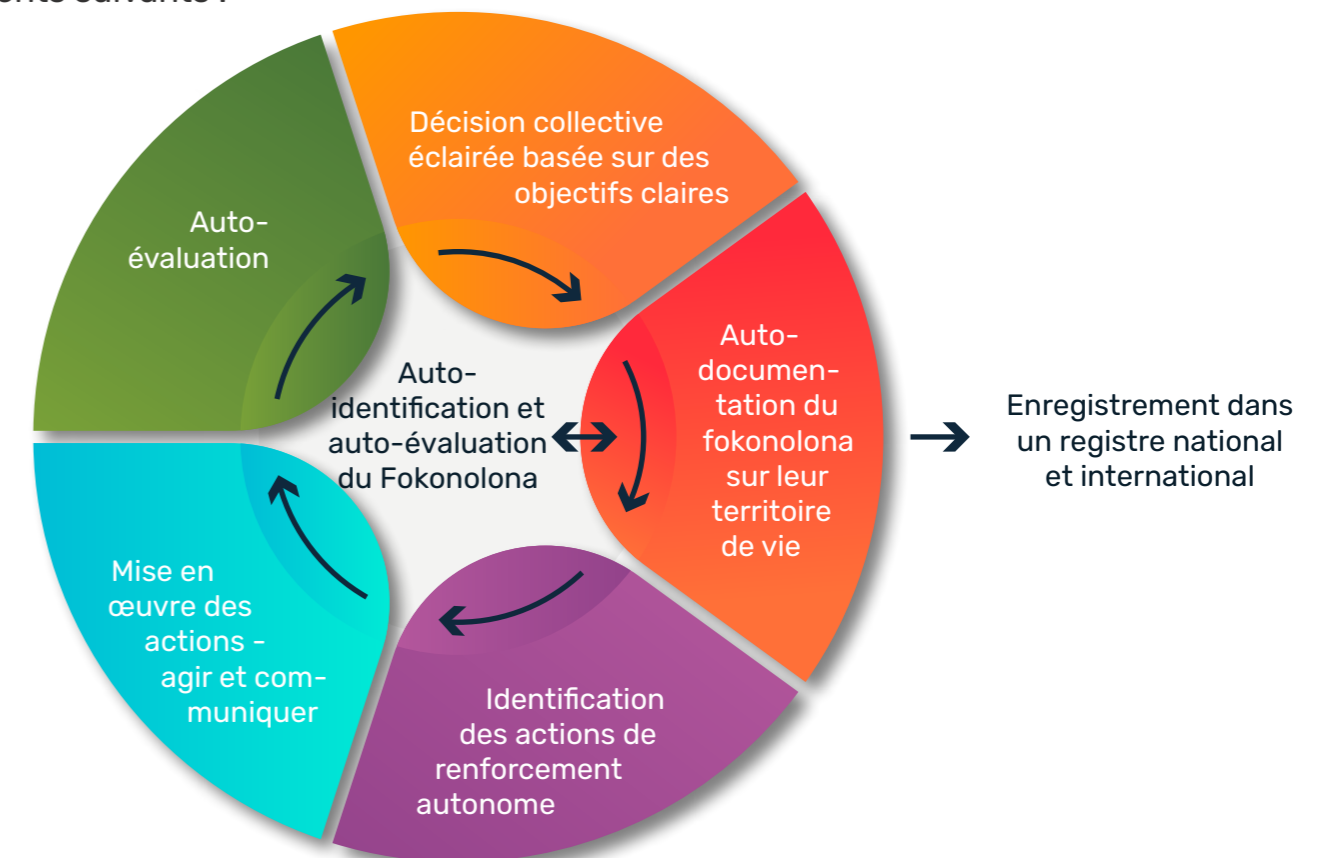 suivants :
Décision collective
éclairée basée sur des
objectifs claires
Auto-
documen-
tation du
fokonolona
sur leur
territoire
de vie
Enregistrement dans
un registre national
et international
Identification
des actions de
renforcement
autonome
Mise en
œuvre des
actions -
agir et com-
muniquer
Auto-
évaluation
Auto-
identification et
auto-évaluation
du Fokonolona